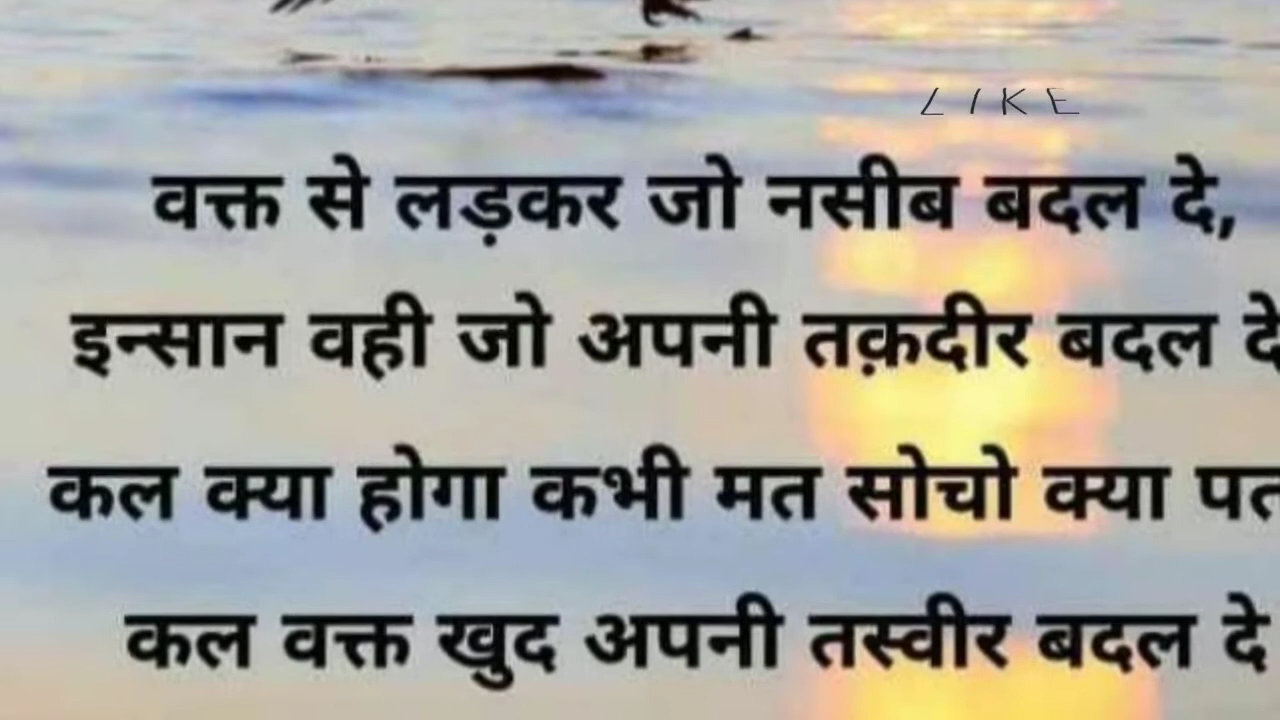 LIKE
वक्त से लड़कर जो नसीब बदल दे,
इन्सान वही जो अपनी तक़दीर बदल दे
कल क्या होगा कभी मत सोचो क्या
कल वक्त खुद अपनी तस्वीर बदल दे